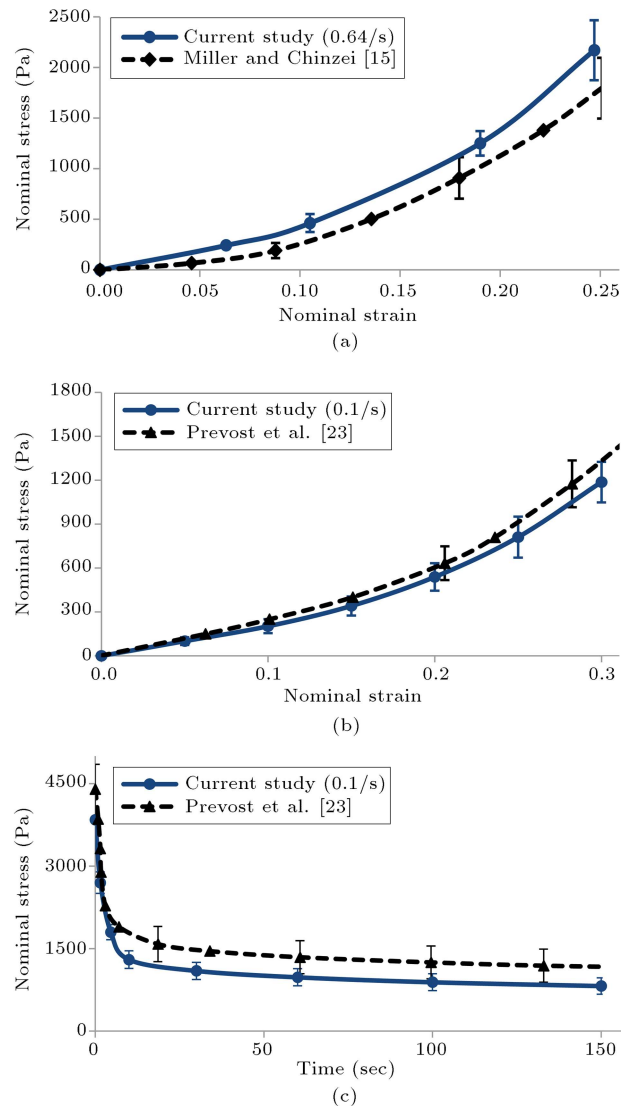 2500
2000
1500
1000
500
0
Nominal stress (Pa)
Current study (0.64/s)
Miller and Chinzei [15]
0.00 0.05 0.10 0.15 0.20 0.25
Nominal strain
(a)
1800
1500
1200
900
600
300
0
Nominal stress (Pa)
Current study (0.1/s)
Prevost et al. [23]
0.0 0.1 0.2 0.3
Nominal strain
(b)
4500
3000
1500
0
Nominal stress (Pa)
Current study (0.1/s)
Prevost et al. [23]
0 50 100 150
Time (sec)
(c)